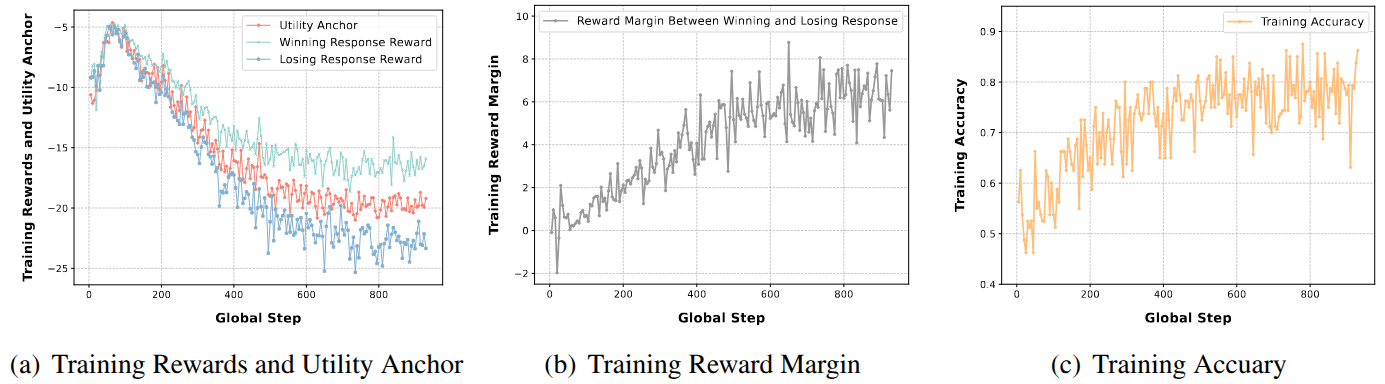 Training Rewards and Utility Anchor
−5
−10
−15
−20
−25
0
200
400
600
800
Global Step
Utility Anchor
Winning Response Reward
Losing Response Reward
(a) Training Rewards and Utility Anchor
Training Reward Margin
10
8
6
4
2
0
−2
0
200
400
600
800
Global Step
Reward Margin Between Winning and Losing Response
(b) Training Reward Margin
Training Accuracy
0.9
0.8
0.7
0.6
0.5
0.4
0
200
400
600
800
Global Step
Training Accuracy
(c) Training Accuary